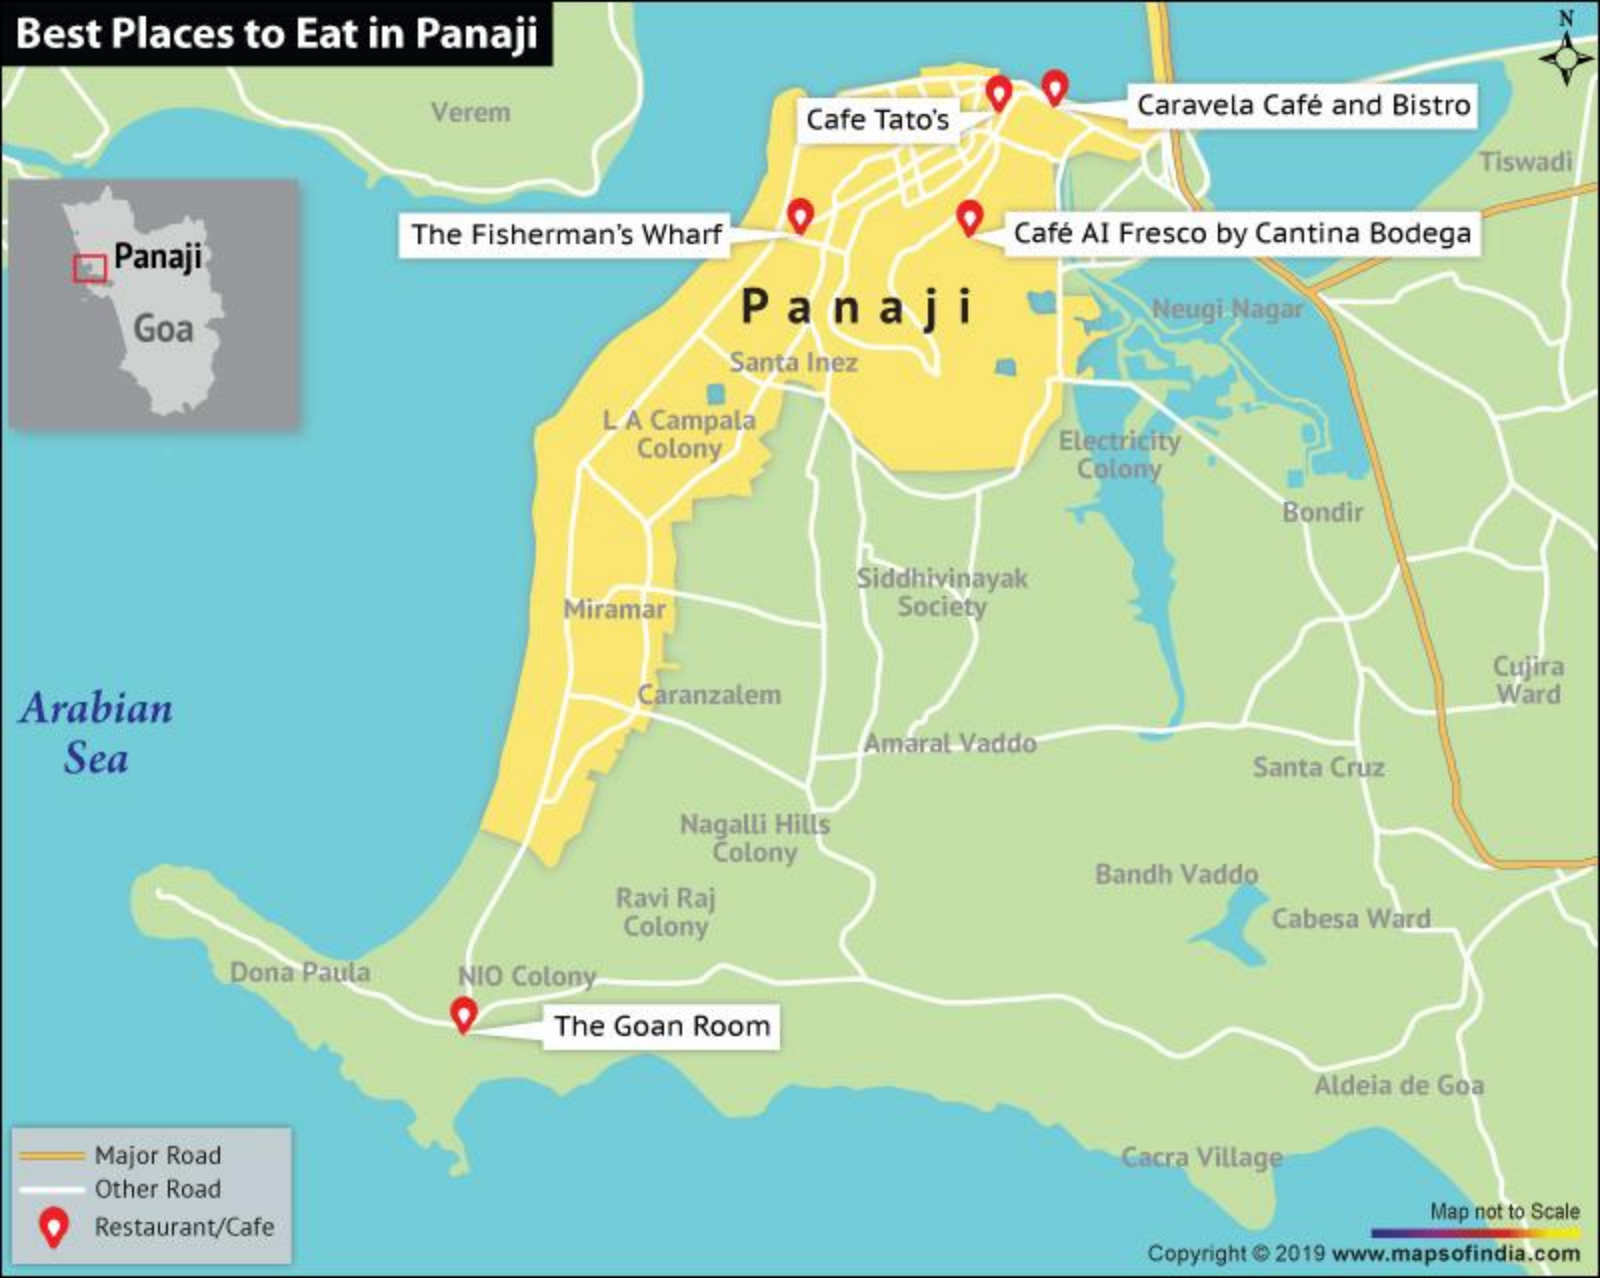 Best Places to Eat in Panaji
N
Verem
Cafe Tato's
Caravela Café and Bistro
Tiswadi
The Fisherman's Wharf
Café AI Fresco by Cantina Bodega
Panaji
Goa
Panaji
Neugi Nagar
Santa Inez
L A Campala
Colony
Electricity
Colony
Bondir
Siddhivinayak
Society
Miramar
Cujira
Ward
Caranzalem
Arabian
Sea
Amaral Vaddo
Santa Cruz
Nagalli Hills
Colony
Bandh Vaddo
Ravi Raj
Colony
Cabesa Ward
Dona Paula
NIO Colony
The Goan Room
Aldeia de Goa
Cacra Village
Major Road
Other Road
Restaurant/Cafe
Map not to Scale
Copyright © 2019 www.mapsofindia.com